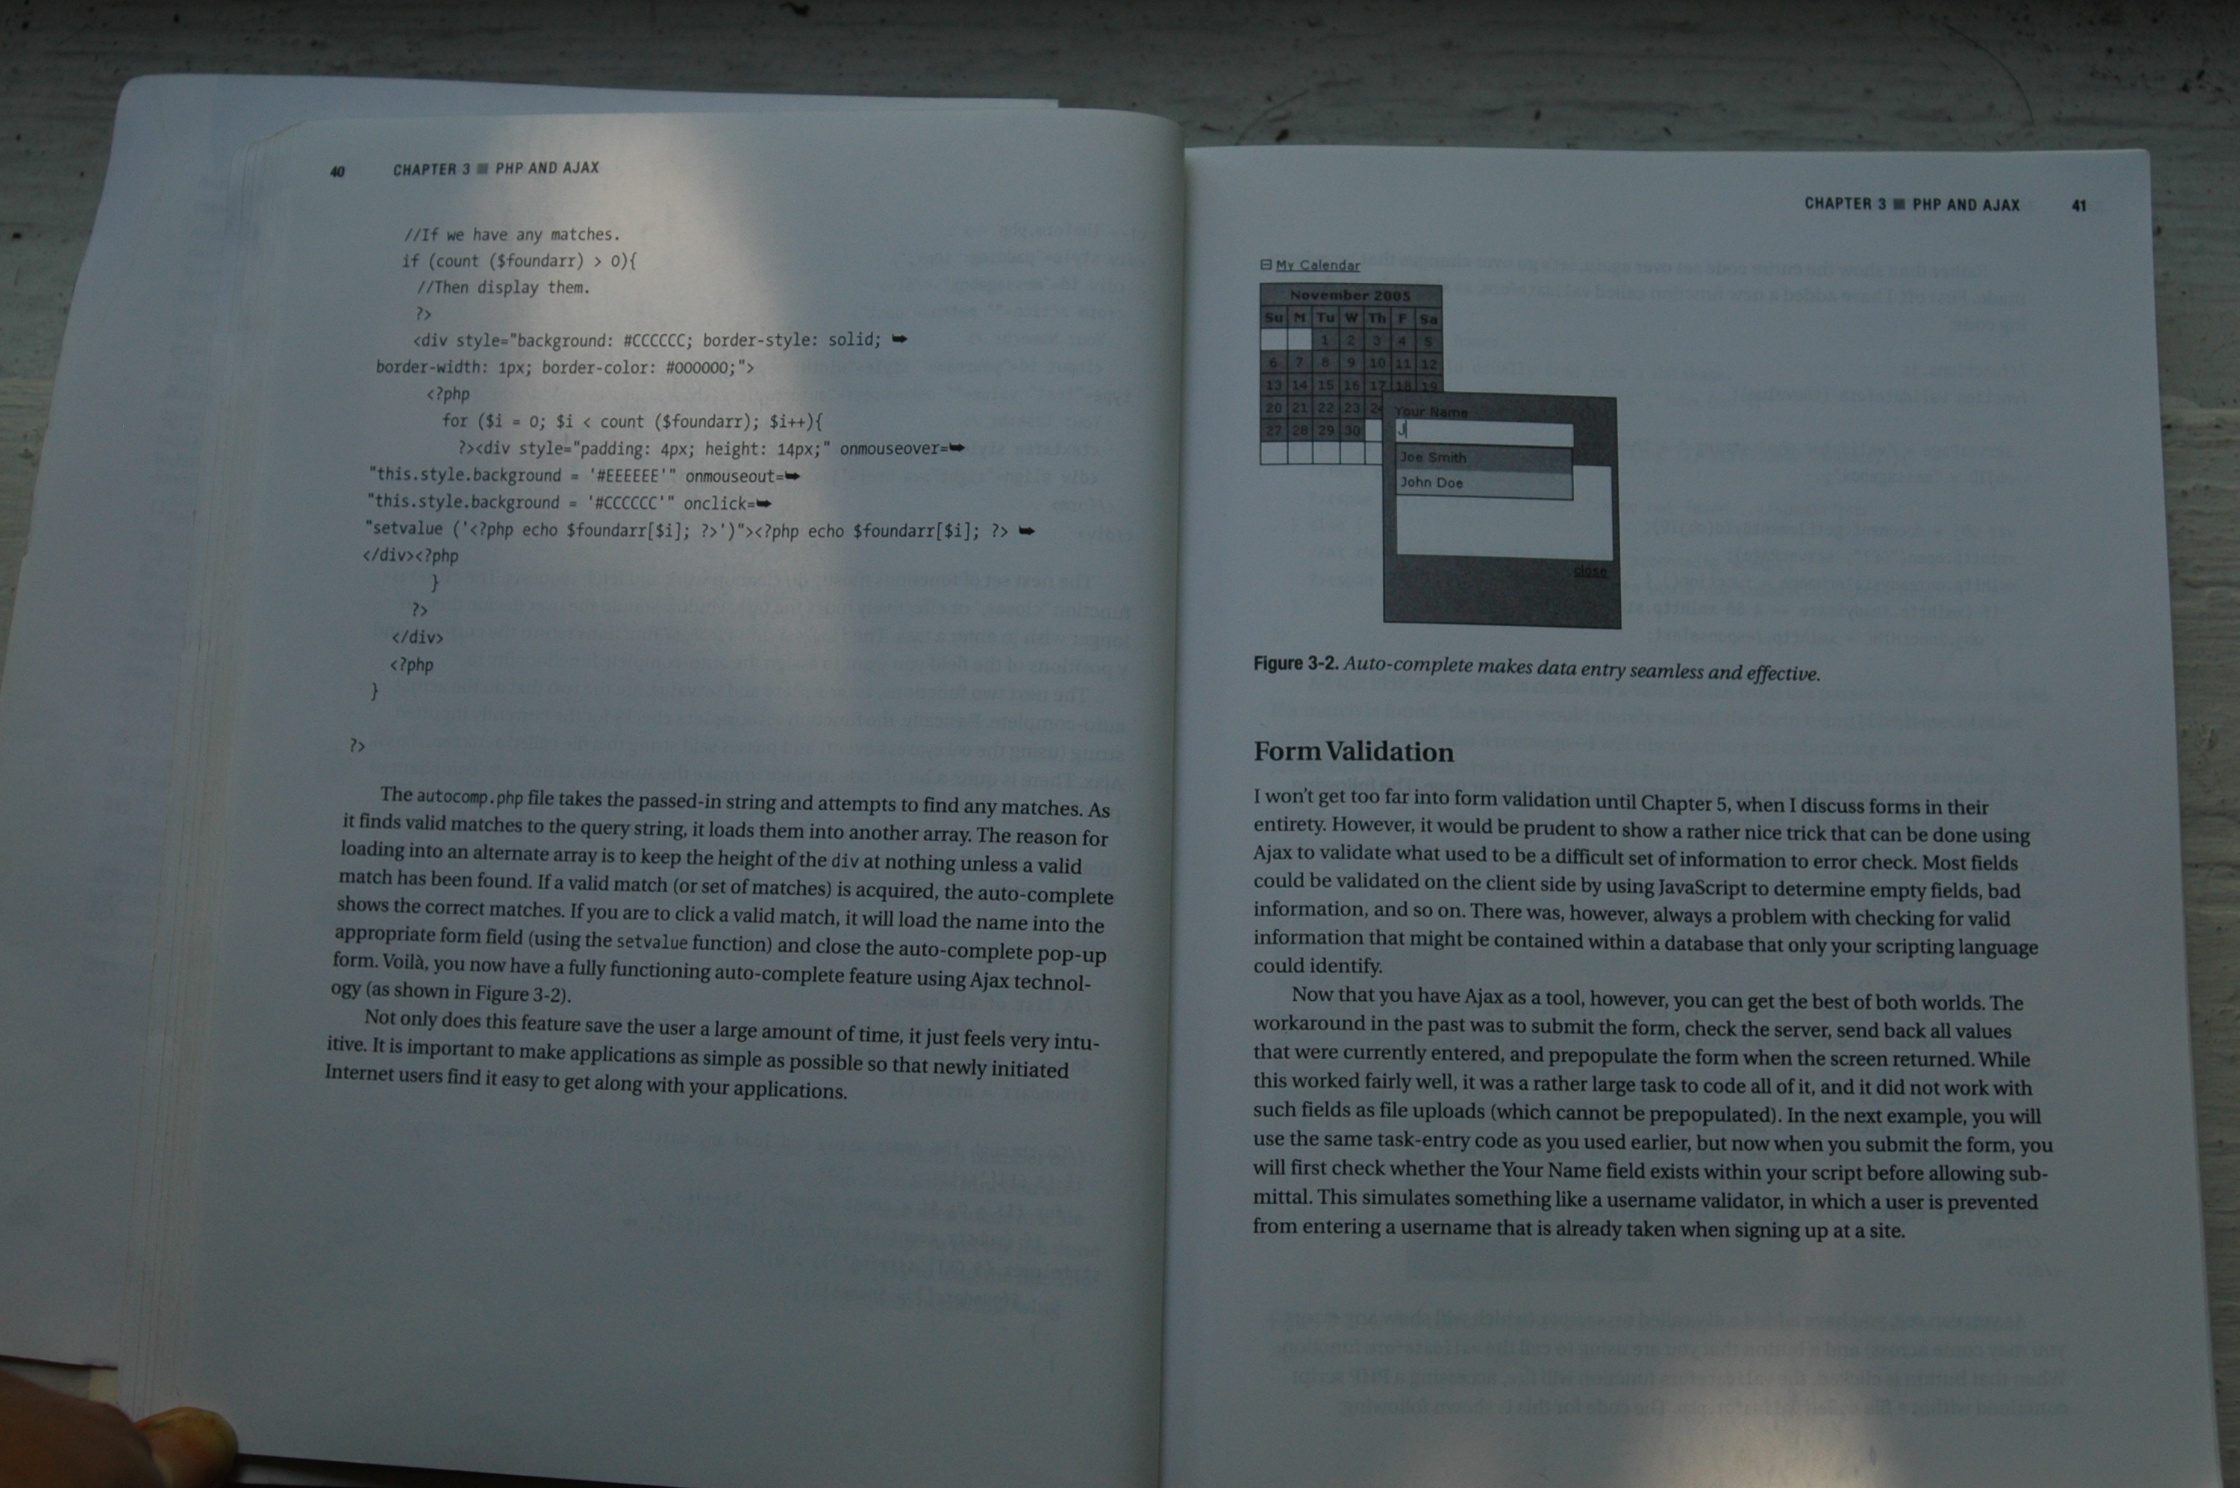 40 CHAPTER 3 ■ PHP AND AJAX
//If we have any matches.
if (count ($foundarr) > 0){
//Then display them.
?>
<div style="background: #CCCCCC; border-style: solid; ➥
border-width: 1px; border-color: #000000;">
<?php
for ($i = 0; $i < count ($foundarr); $i++){
?><div style="padding: 4px; height: 14px;" onmouseover=➥
"this.style.background = '#EEEEEE'" onmouseout=➥
"this.style.background = '#CCCCCC'" onclick=➥
"setvalue ('<?php echo $foundarr[$i]; ?>')"><?php echo $foundarr[$i]; ?> ➥
</div><?php
}
?>
</div>
<?php
}
?>
The autocomp.php file takes the passed-in string and attempts to find any matches. As
it finds valid matches to the query string, it loads them into another array. The reason for
loading into an alternate array is to keep the height of the div at nothing unless a valid
match has been found. If a valid match (or set of matches) is acquired, the auto-complete
shows the correct matches. If you are to click a valid match, it will load the name into the
appropriate form field (using the setvalue function) and close the auto-complete pop-up
form. Voilà, you now have a fully functioning auto-complete feature using Ajax technol-
ogy (as shown in Figure 3-2).
Not only does this feature save the user a large amount of time, it just feels very intu-
itive. It is important to make applications as simple as possible so that newly initiated
Internet users find it easy to get along with your applications.
CHAPTER 3 ■ PHP AND AJAX 41
⊟ My Calendar
November 2005
Su M Tu W Th F Sa
1 2 3 4 5
6 7 8 9 10 11 12
13 14 15 16 17 18 19
20 21 22 23
27 28 29 30
Your Name
J
Joe Smith
John Doe
close
Figure 3-2. Auto-complete makes data entry seamless and effective.
Form Validation
I won't get too far into form validation until Chapter 5, when I discuss forms in their
entirety. However, it would be prudent to show a rather nice trick that can be done using
Ajax to validate what used to be a difficult set of information to error check. Most fields
could be validated on the client side by using JavaScript to determine empty fields, bad
information, and so on. There was, however, always a problem with checking for valid
information that might be contained within a database that only your scripting language
could identify.
Now that you have Ajax as a tool, however, you can get the best of both worlds. The
workaround in the past was to submit the form, check the server, send back all values
that were currently entered, and prepopulate the form when the screen returned. While
this worked fairly well, it was a rather large task to code all of it, and it did not work with
such fields as file uploads (which cannot be prepopulated). In the next example, you will
use the same task-entry code as you used earlier, but now when you submit the form, you
will first check whether the Your Name field exists within your script before allowing sub-
mittal. This simulates something like a username validator, in which a user is prevented
from entering a username that is already taken when signing up at a site.